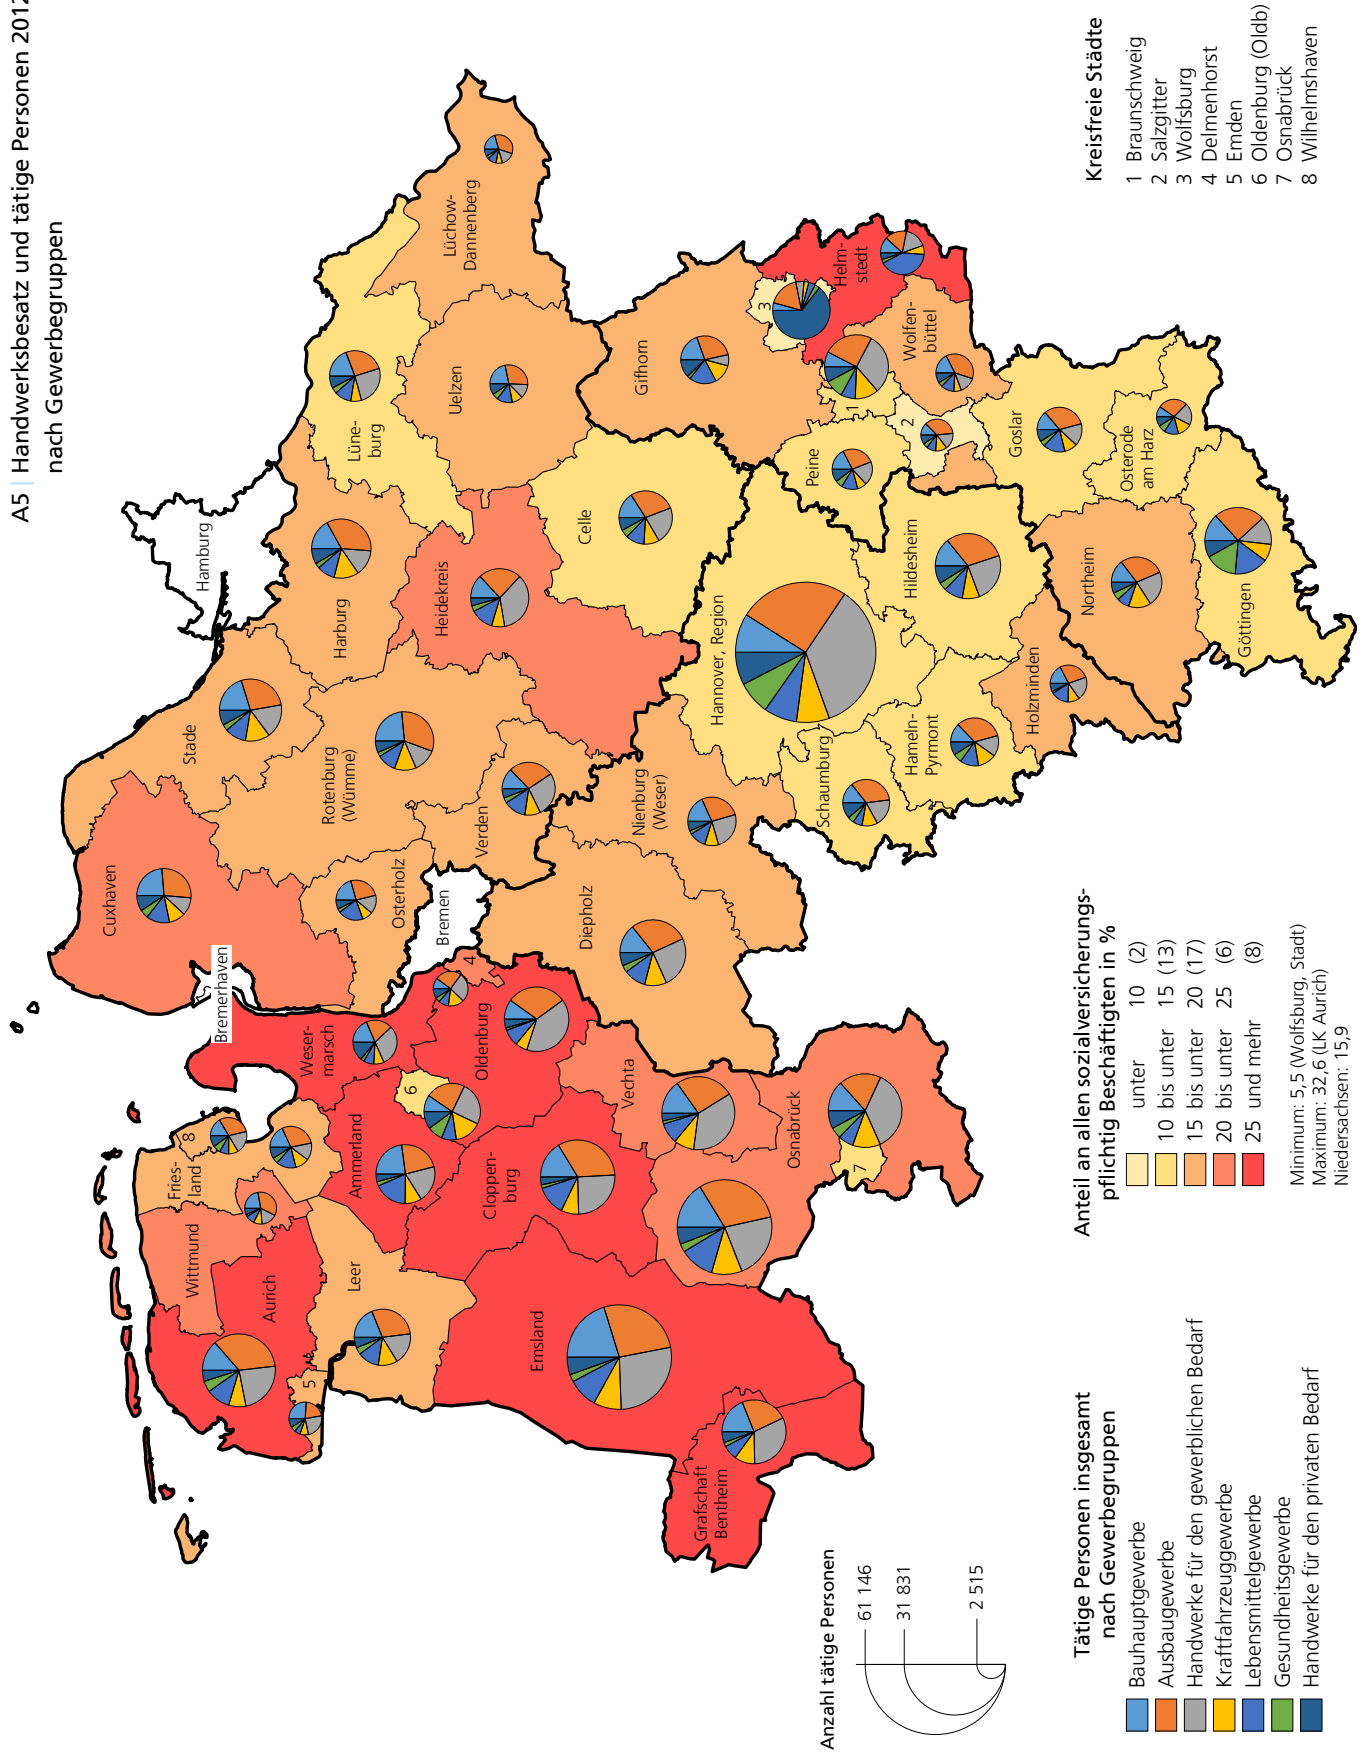 A5 | Handwerksbesatz und tätige Personen 2012
nach Gewerbegruppen
Hamburg
Bremerhaven
Bremen
Cuxhaven
Stade
Harburg
Lüne-
burg
Lüchow-
Dannenberg
Uelzen
Heidekreis
Rotenburg
(Wümme)
Osterholz
Verden
Celle
Gifhorn
Fries-
land
Wittmund
Aurich
Leer
Weser-
marsch
Ammerland
Oldenburg
Cloppen-
burg
Emsland
Vechta
Osnabrück
Grafschaft
Bentheim
Diepholz
Nienburg
(Weser)
Hannover, Region
Schaumburg
Hameln-
Pyrmont
Hildesheim
Holzminden
Northeim
Göttingen
Peine
Goslar
Osterode
am Harz
Wolfen-
büttel
Helm-
stedt
1
2
3
4
5
6
7
8
Anzahl tätige Personen
61 146
31 831
2 515
Tätige Personen insgesamt
nach Gewerbegruppen
Bauhauptgewerbe
Ausbaugewerbe
Handwerke für den gewerblichen Bedarf
Kraftfahrzeuggewerbe
Lebensmittelgewerbe
Gesundheitsgewerbe
Handwerke für den privaten Bedarf
Anteil an allen sozialversicherungs-
pflichtig Beschäftigten in %
unter 10 (2)
10 bis unter 15 (13)
15 bis unter 20 (17)
20 bis unter 25 (6)
25 und mehr (8)
Minimum: 5,5 (Wolfsburg, Stadt)
Maximum: 32,6 (LK Aurich)
Niedersachsen: 15,9
Kreisfreie Städte
1 Braunschweig
2 Salzgitter
3 Wolfsburg
4 Delmenhorst
5 Emden
6 Oldenburg (Oldb)
7 Osnabrück
8 Wilhelmshaven